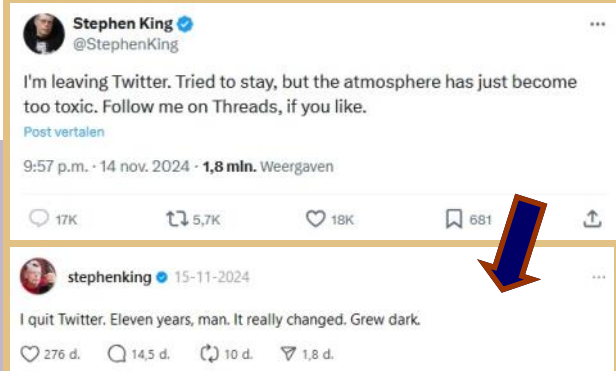 Stephen King
@StephenKing
I'm leaving Twitter. Tried to stay, but the atmosphere has just become
too toxic. Follow me on Threads, if you like.
Post vertalen
9:57 p.m. · 14 nov. 2024 · 1,8 mln. Weergaven
17K 5,7K 18K 681
stephenking 15-11-2024
I quit Twitter. Eleven years, man. It really changed. Grew dark.
276 d. 14,5 d. 10 d. 1,8 d.